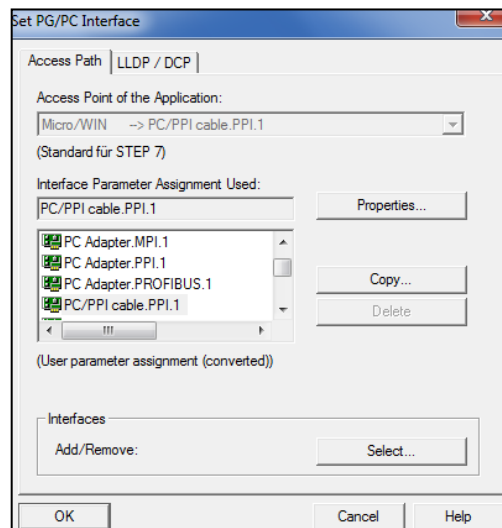 Set PG/PC Interface
Access Path LLDP / DCP
Access Point of the Application:
Micro/WIN --> PC/PPI cable.PPI.1
(Standard für STEP 7)
Interface Parameter Assignment Used:
PC/PPI cable.PPI.1 Properties...
PC Adapter.MPI.1
PC Adapter.PPI.1
PC Adapter.PROFIBUS.1 Copy...
PC/PPI cable.PPI.1 Delete
(User parameter assignment (converted))
Interfaces
Add/Remove: Select...
OK Cancel Help